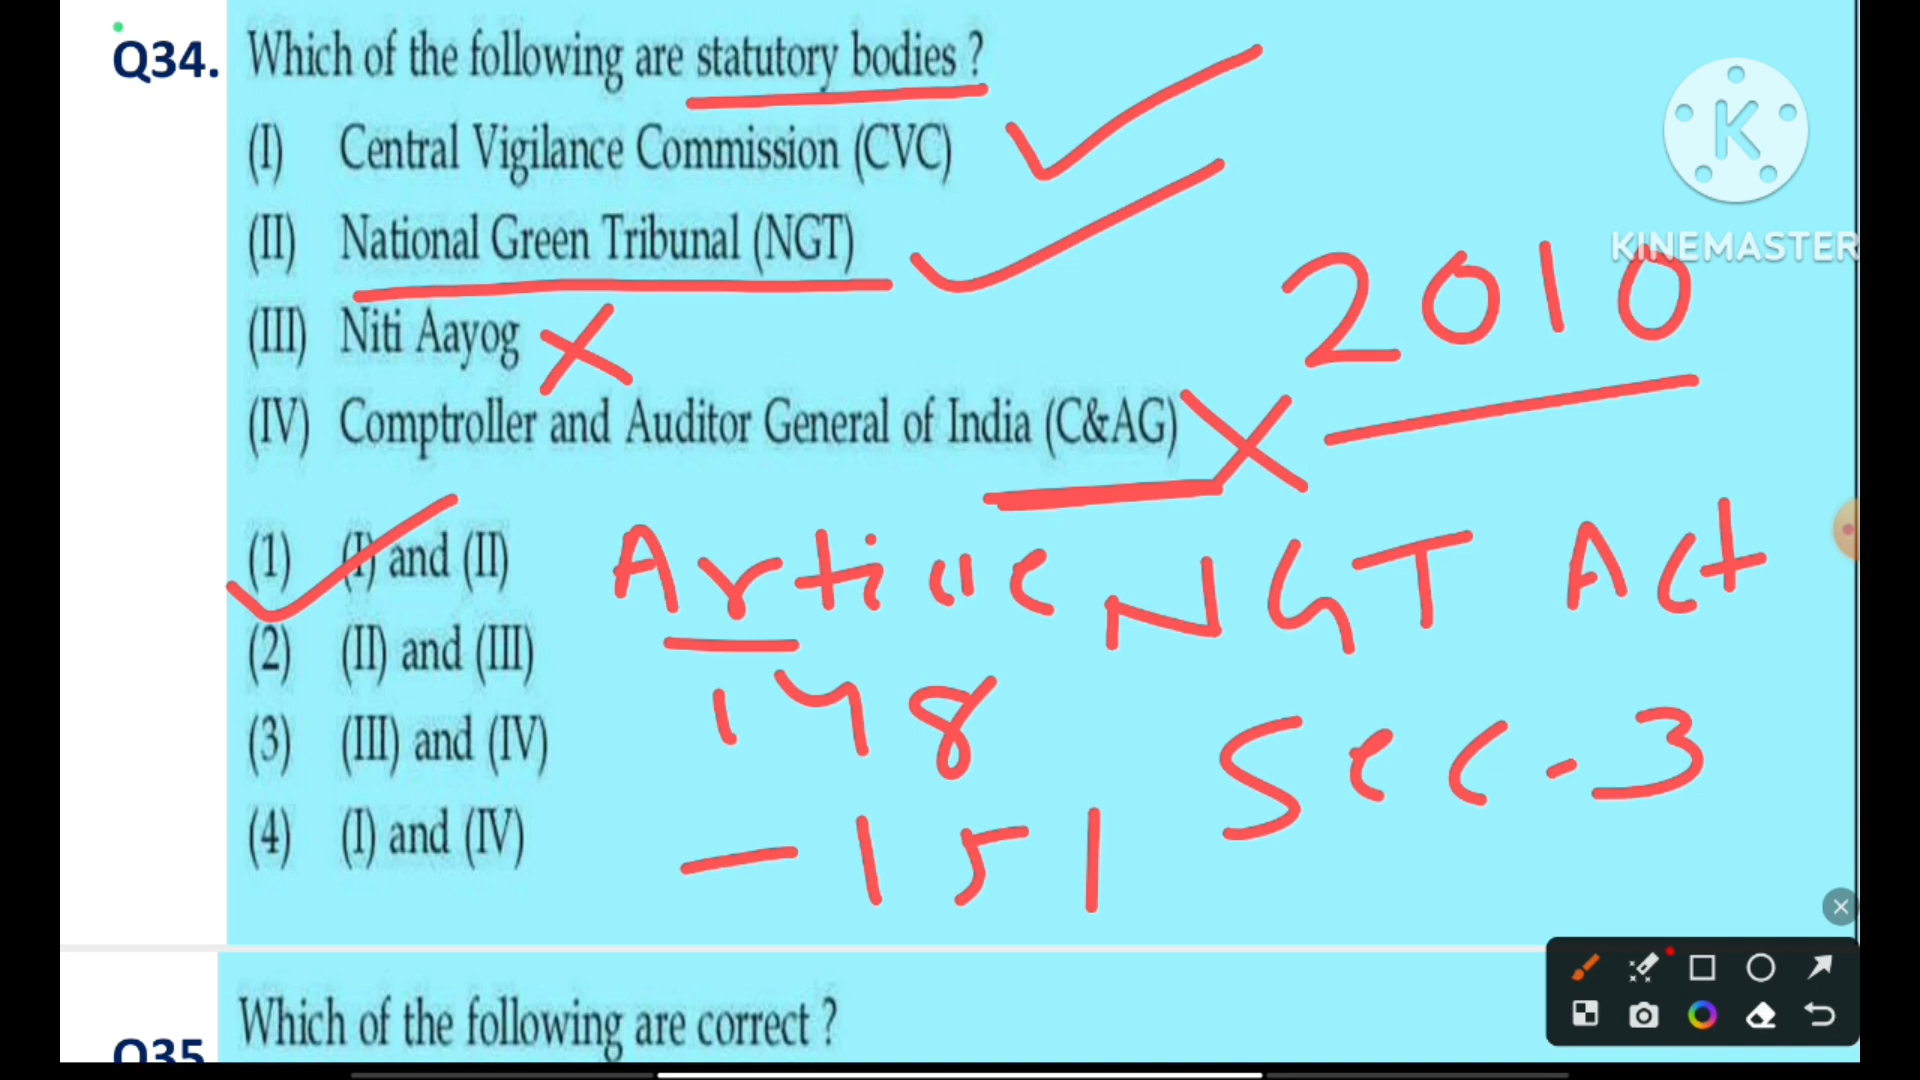 Q34. Which of the following are statutory bodies ?
(I) Central Vigilance Commission (CVC)
(II) National Green Tribunal (NGT)
(III) Niti Aayog
(IV) Comptroller and Auditor General of India (C&AG)
(1) (I) and (II)
(2) (II) and (III)
(3) (III) and (IV)
(4) (I) and (IV)
K
KINEMASTER
2010
Article
148
-151
NGT Act
Sec-3
Q35 Which of the following are correct ?